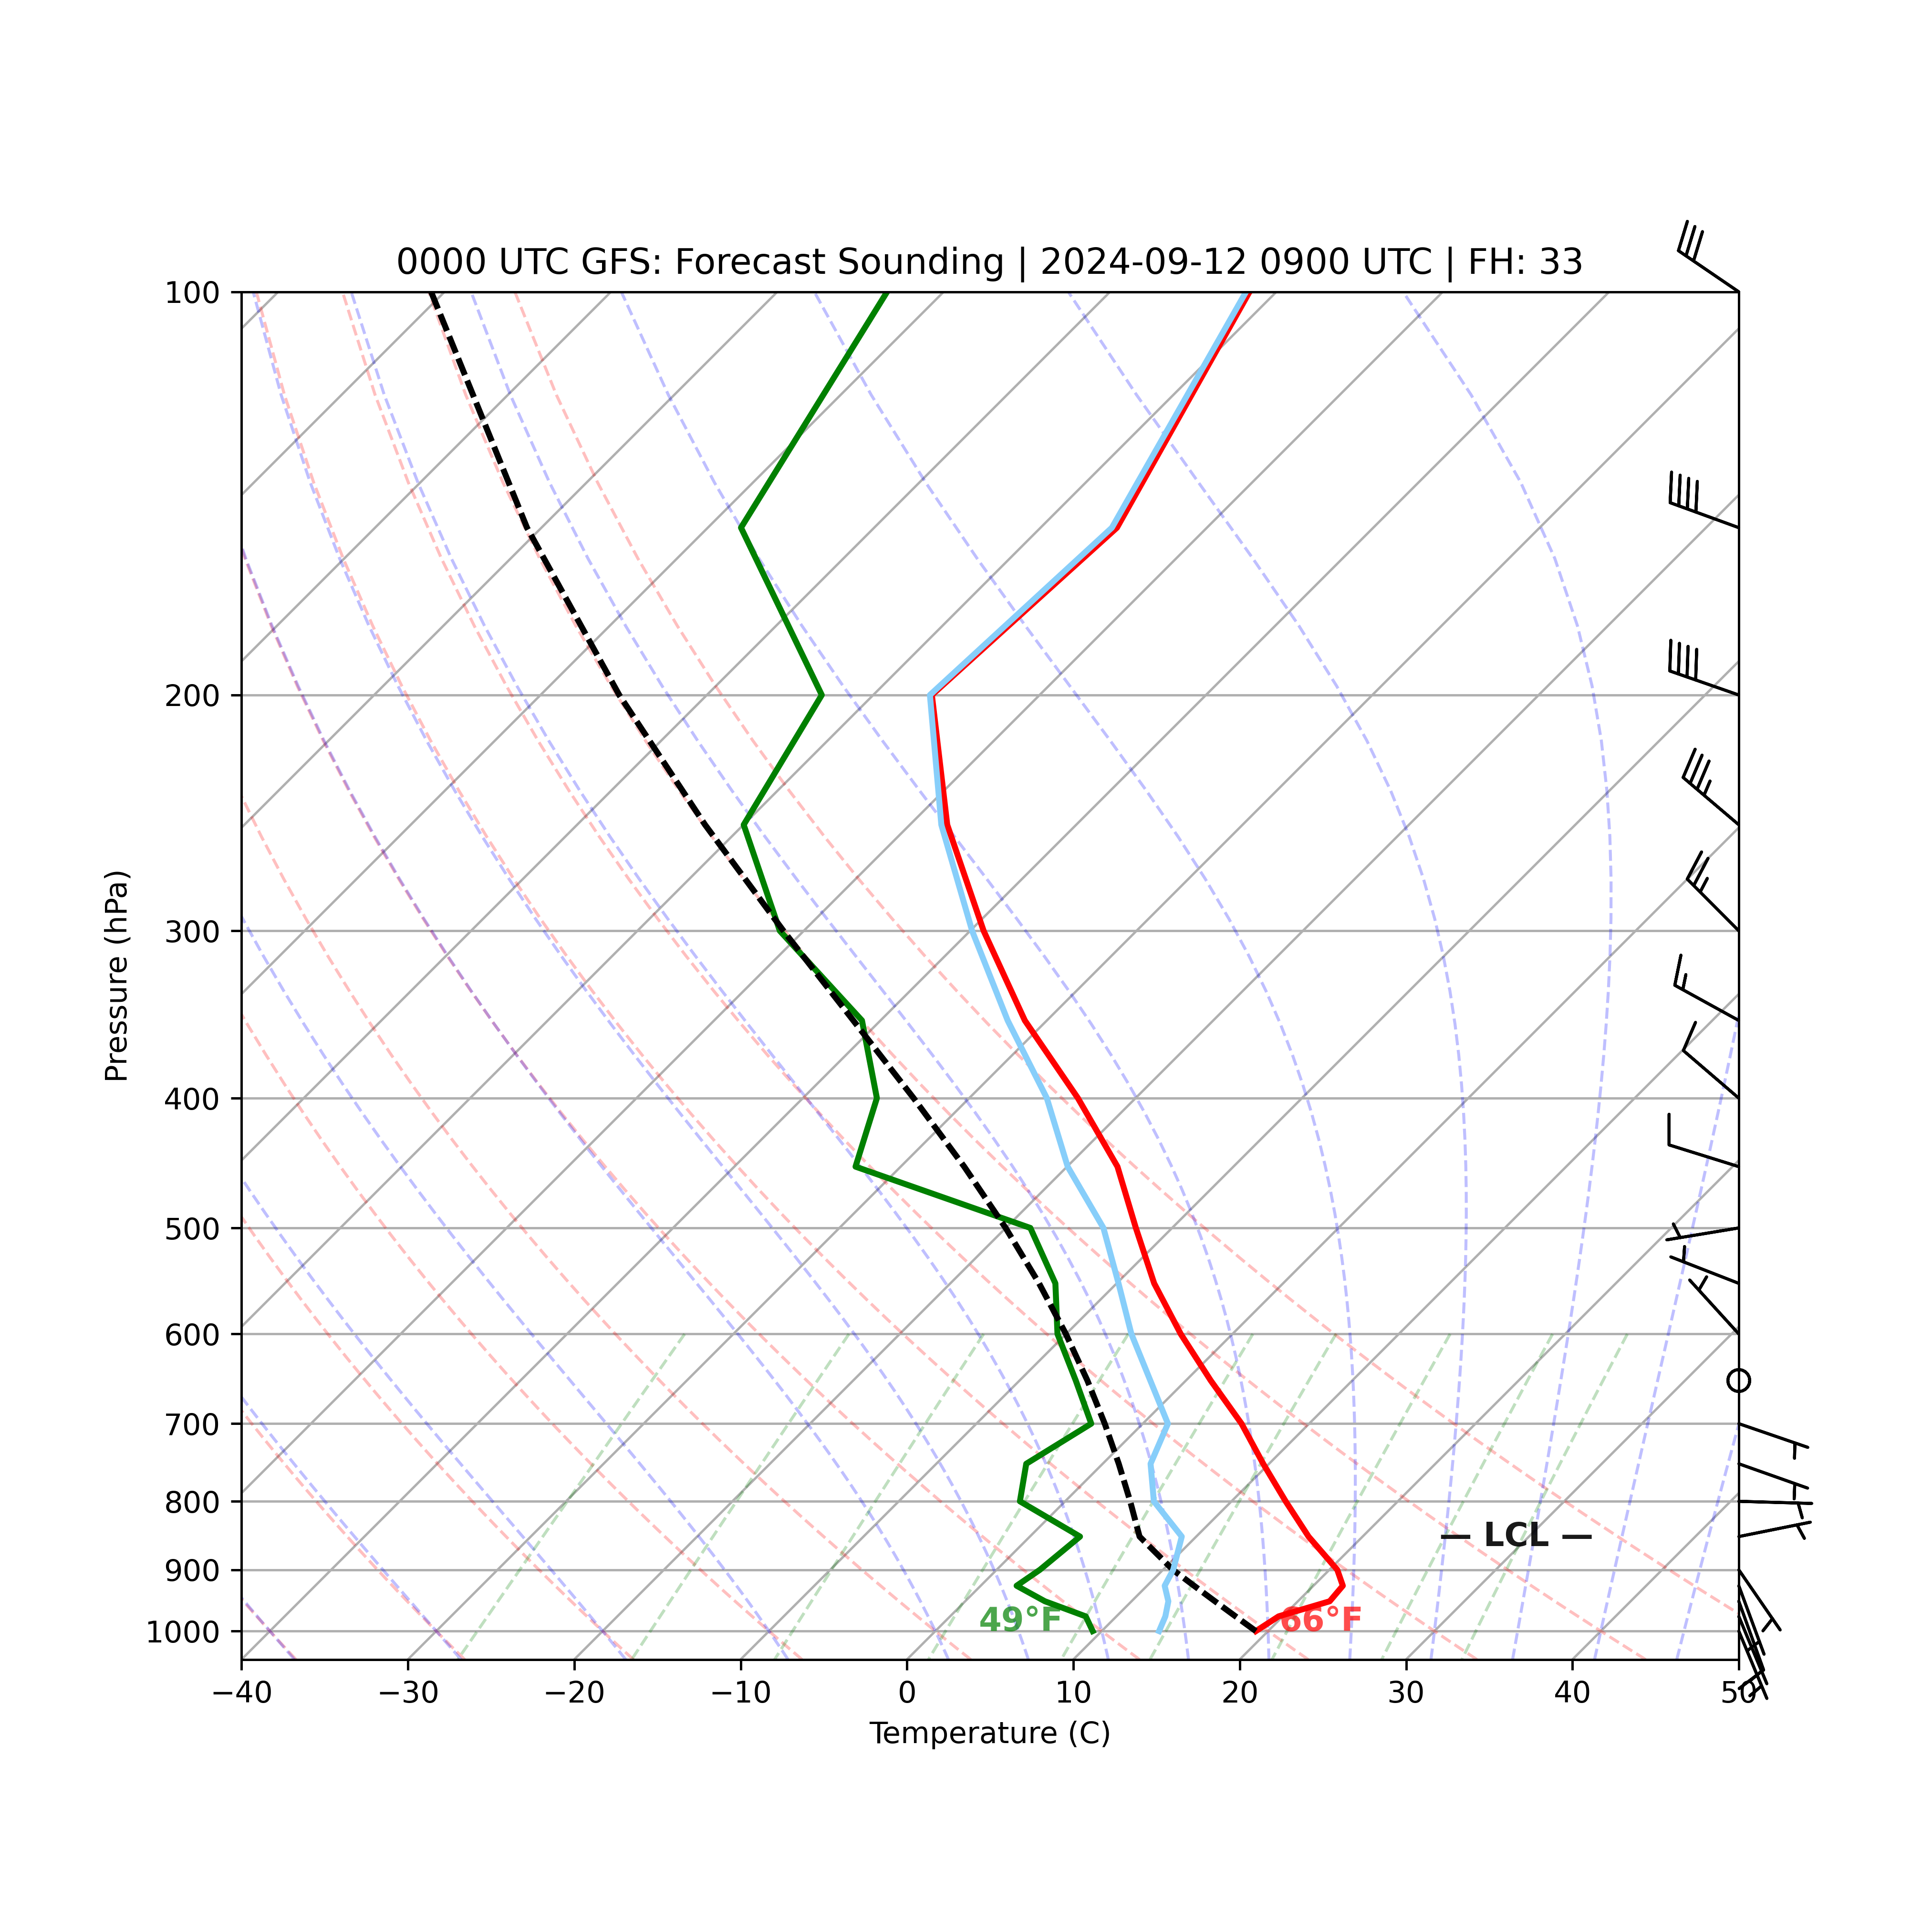 0000 UTC GFS: Forecast Sounding | 2024-09-12 0900 UTC | FH: 33
100
200
300
400
500
600
700
800
900
1000
Pressure (hPa)
— LCL —
49°F
66°F
−40 −30 −20 −10 0 10 20 30 40 50
Temperature (C)